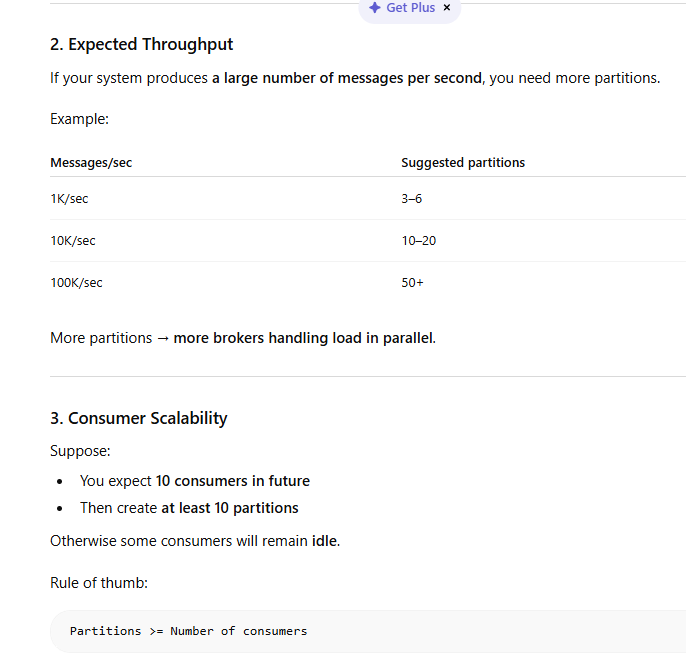 Get Plus ×
2. Expected Throughput
If your system produces a large number of messages per second, you need more partitions.
Example:
Messages/sec Suggested partitions
1K/sec 3–6
10K/sec 10–20
100K/sec 50+
More partitions → more brokers handling load in parallel.
3. Consumer Scalability
Suppose:
• You expect 10 consumers in future
• Then create at least 10 partitions
Otherwise some consumers will remain idle.
Rule of thumb:
Partitions >= Number of consumers